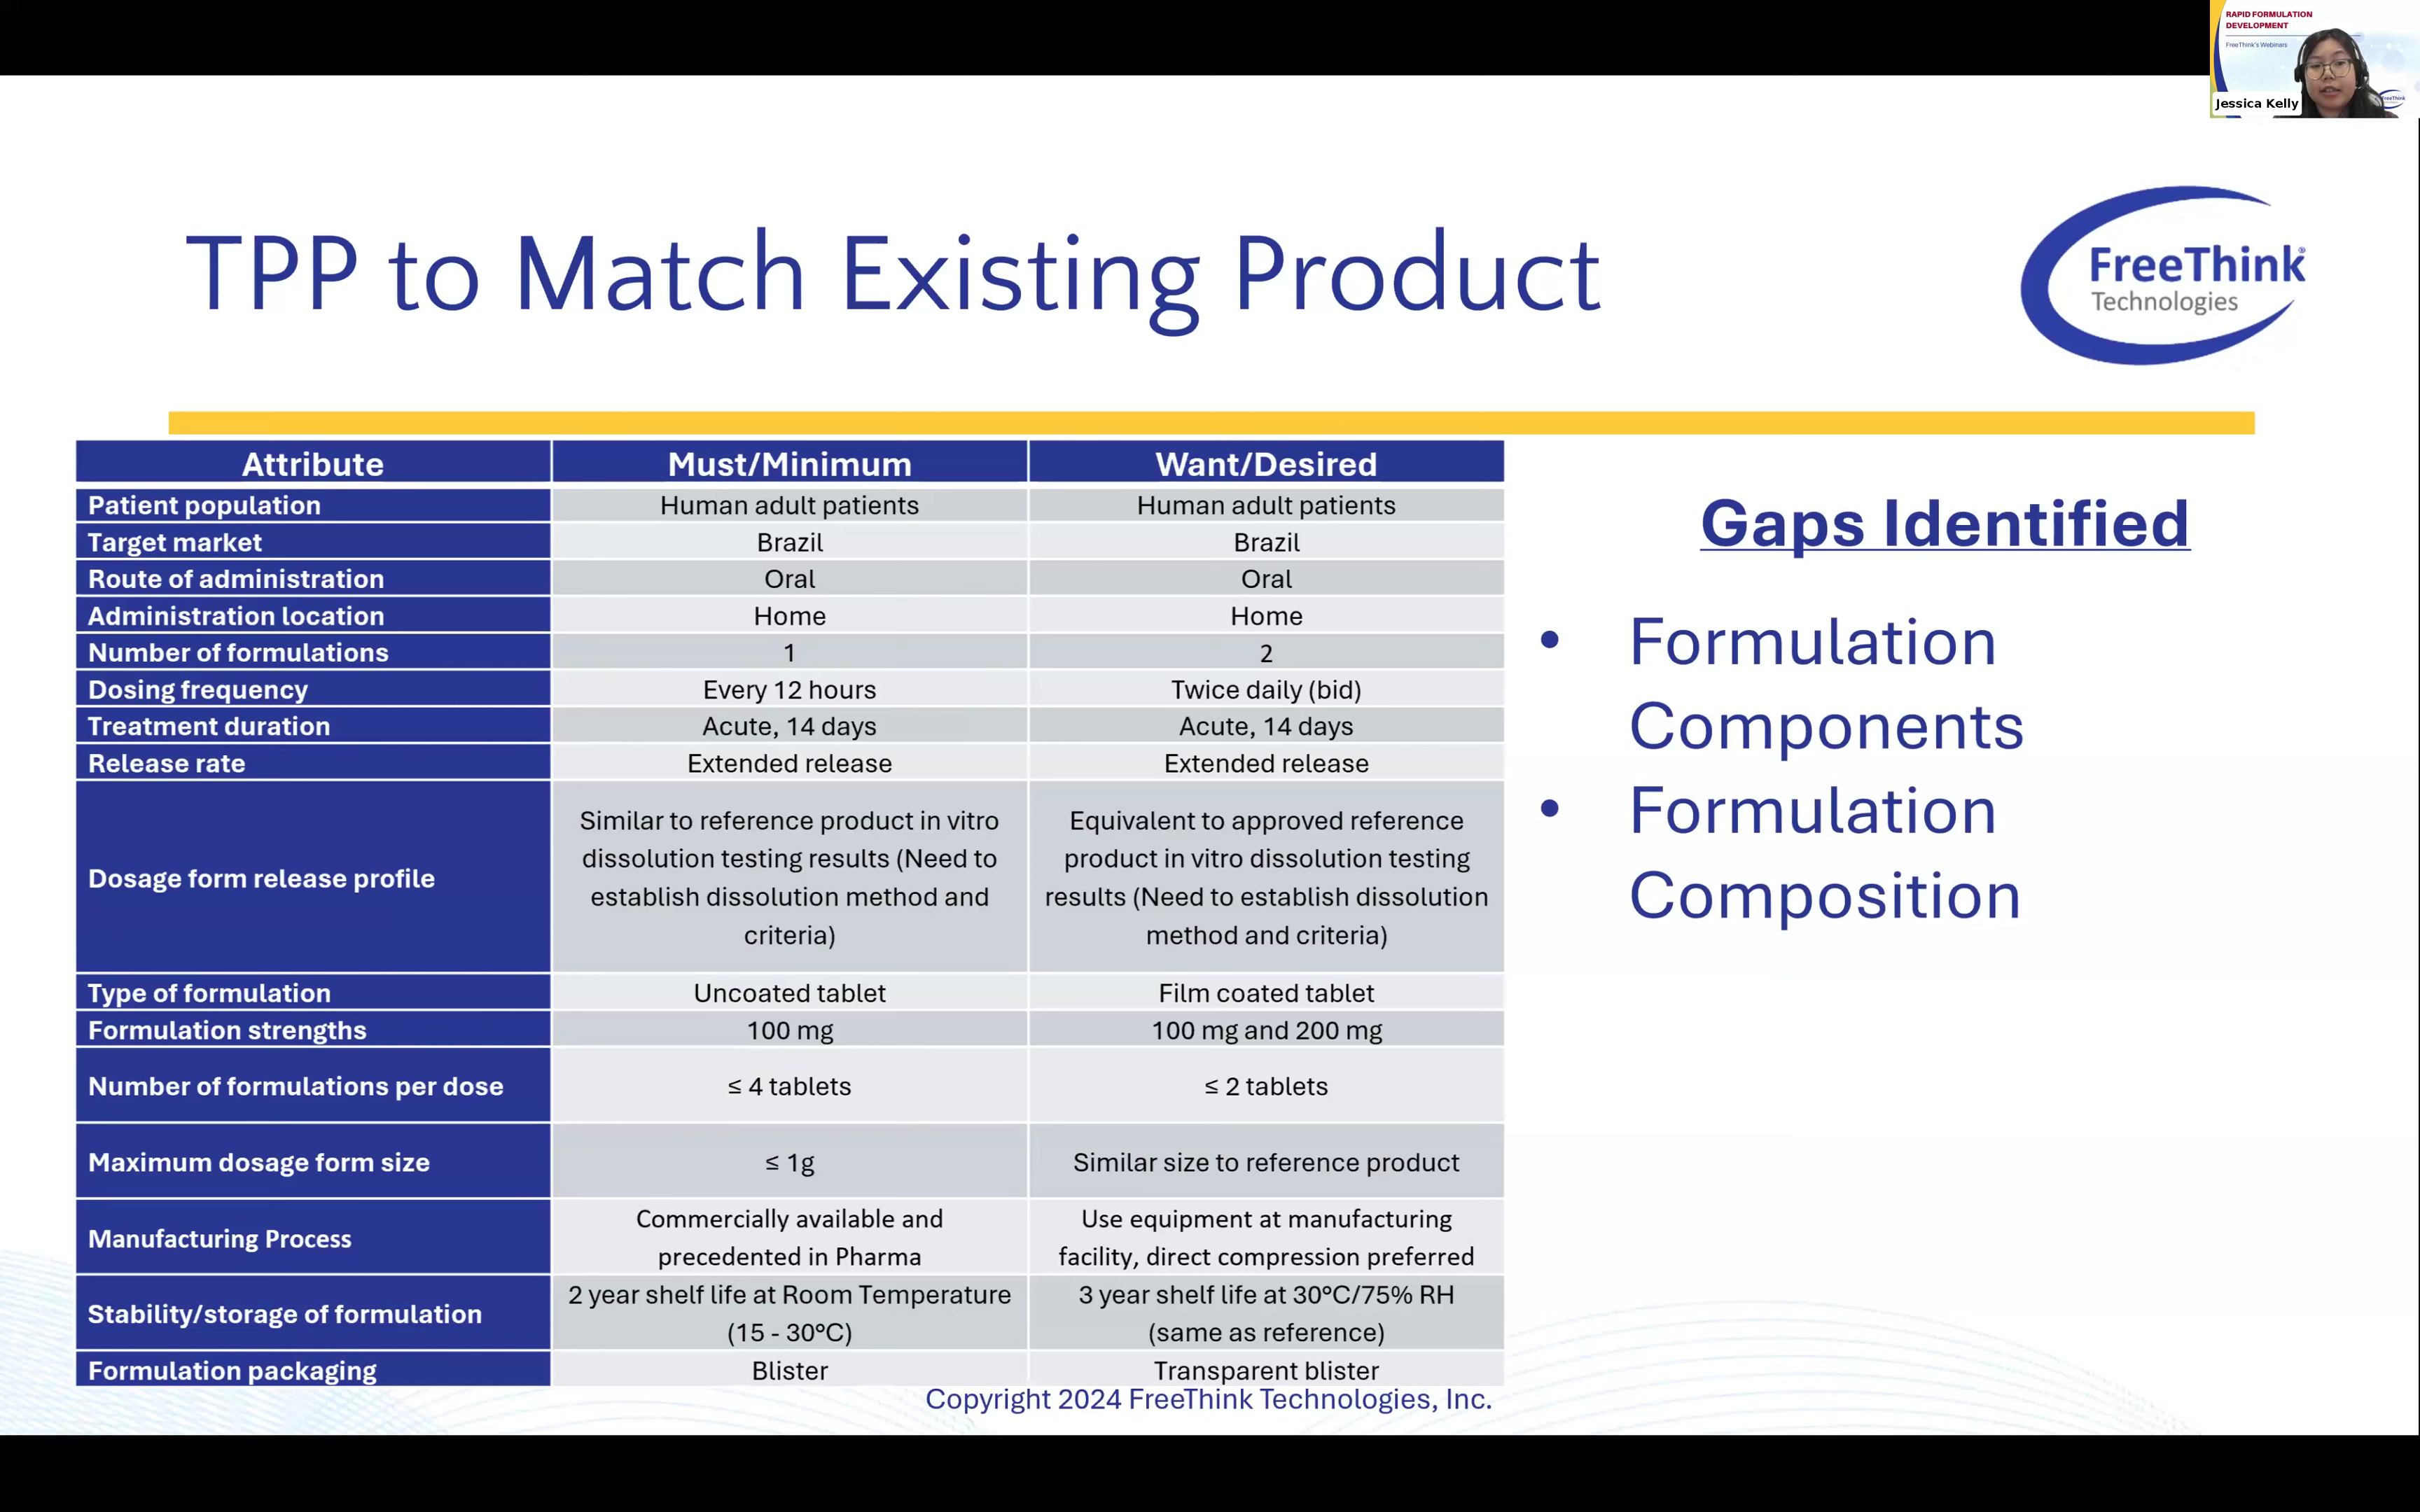 RAPID FORMULATION
DEVELOPMENT
FreeThink's Webinars
Jessica Kelly
FreeThink
TPP to Match Existing Product
FreeThink®
Technologies
Attribute Must/Minimum Want/Desired
Patient population Human adult patients Human adult patients
Target market Brazil Brazil
Route of administration Oral Oral
Administration location Home Home
Number of formulations 1 2
Dosing frequency Every 12 hours Twice daily (bid)
Treatment duration Acute, 14 days Acute, 14 days
Release rate Extended release Extended release
Dosage form release profile
Similar to reference product in vitro
dissolution testing results (Need to
establish dissolution method and
criteria)
Equivalent to approved reference
product in vitro dissolution testing
results (Need to establish dissolution
method and criteria)
Type of formulation Uncoated tablet Film coated tablet
Formulation strengths 100 mg 100 mg and 200 mg
Number of formulations per dose ≤ 4 tablets ≤ 2 tablets
Maximum dosage form size ≤ 1g Similar size to reference product
Manufacturing Process
Commercially available and
precedented in Pharma
Use equipment at manufacturing
facility, direct compression preferred
Stability/storage of formulation
2 year shelf life at Room Temperature
(15 - 30°C)
3 year shelf life at 30°C/75% RH
(same as reference)
Formulation packaging Blister Transparent blister
Gaps Identified
• Formulation
Components
• Formulation
Composition
Copyright 2024 FreeThink Technologies, Inc.